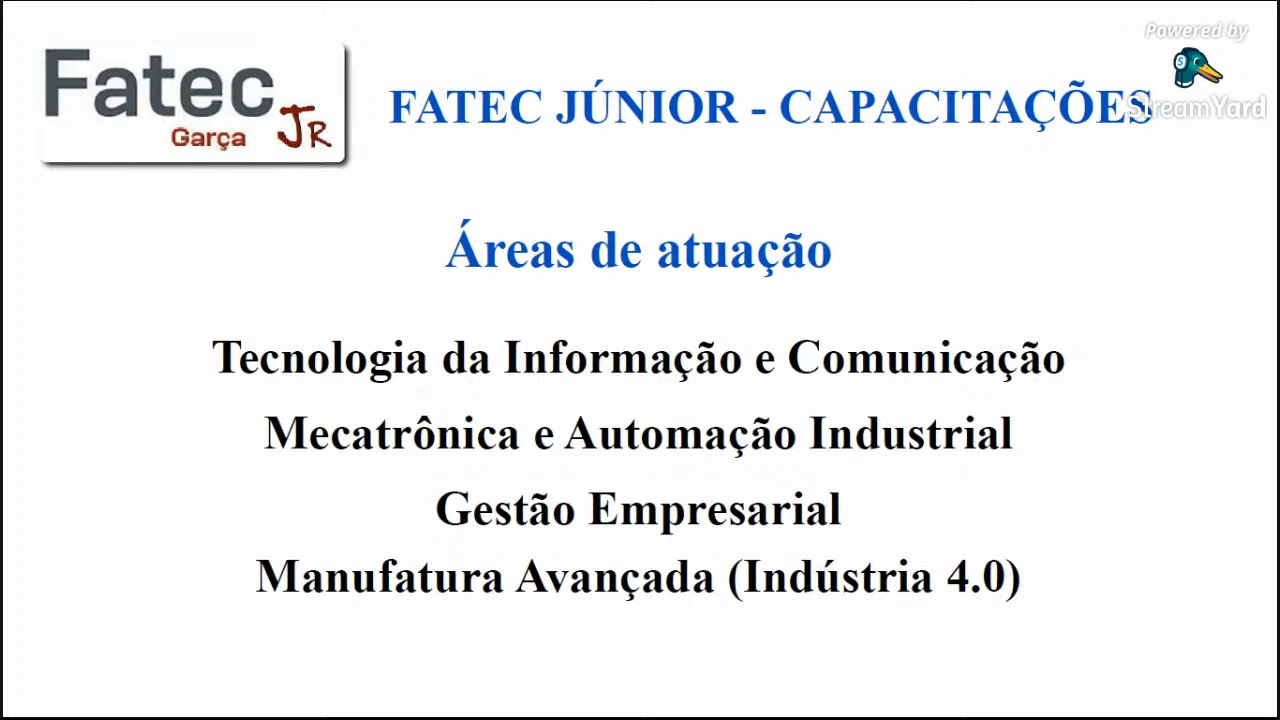 Powered by
StreamYard
Fatec
Garça JR
FATEC JÚNIOR - CAPACITAÇÕES
Áreas de atuação
Tecnologia da Informação e Comunicação
Mecatrônica e Automação Industrial
Gestão Empresarial
Manufatura Avançada (Indústria 4.0)